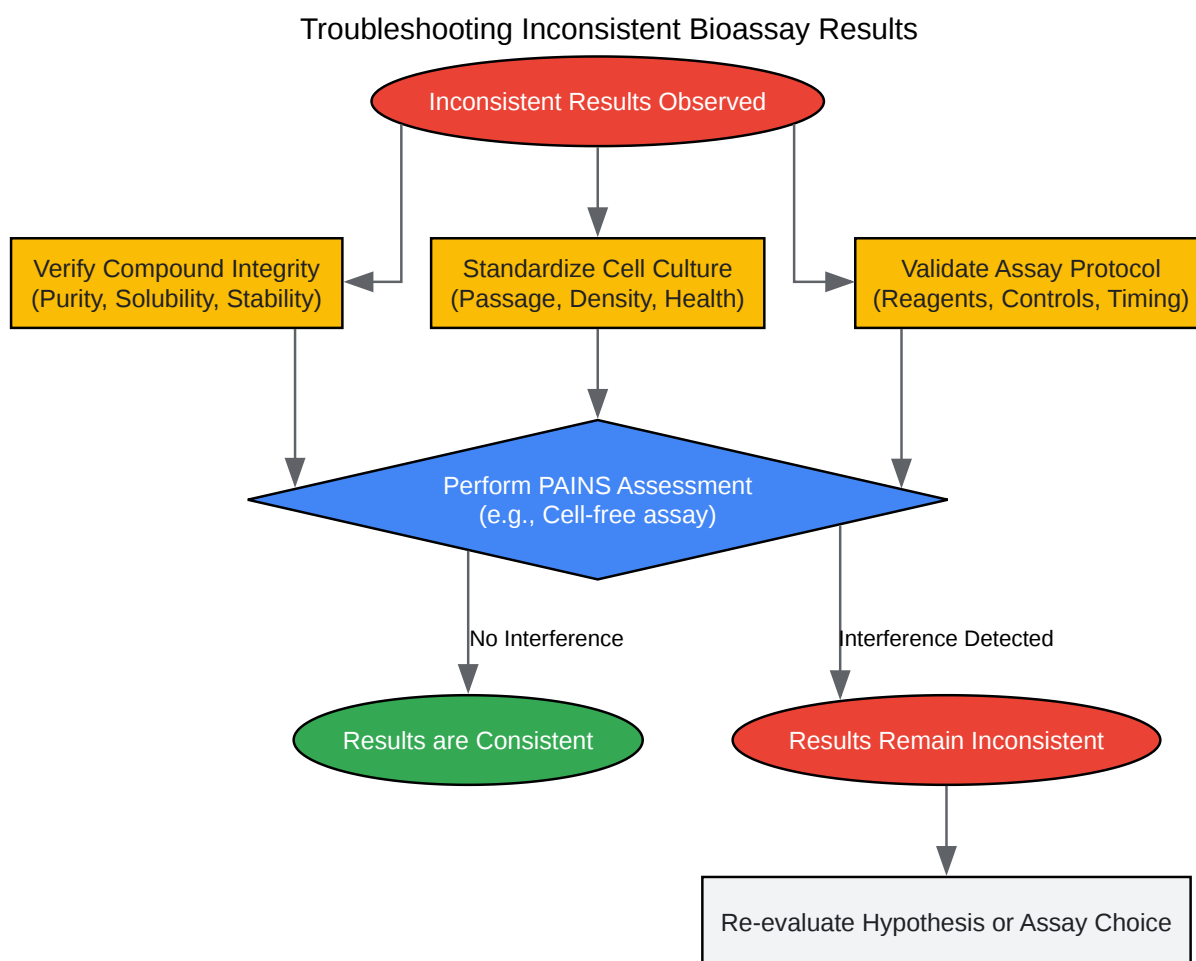 Troubleshooting Inconsistent Bioassay Results
Inconsistent Results Observed
Verify Compound Integrity
(Purity, Solubility, Stability)
Standardize Cell Culture
(Passage, Density, Health)
Validate Assay Protocol
(Reagents, Controls, Timing)
Perform PAINS Assessment
(e.g., Cell-free assay)
No Interference
Interference Detected
Results are Consistent
Results Remain Inconsistent
Re-evaluate Hypothesis or Assay Choice